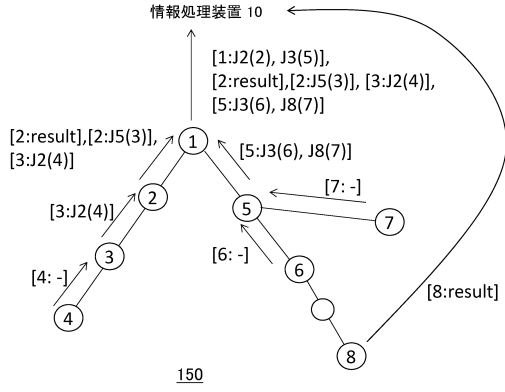 情報処理装置 10
[1:J2(2), J3(5)],
[2:result],[2:J5(3)], [3:J2(4)],
[5:J3(6), J8(7)]
[2:result],[2:J5(3)],
[3:J2(4)]
1
[5:J3(6), J8(7)]
[7: -]
2
[3:J2(4)]
5
7
3
[6: -]
6
[4: -]
[8:result]
4
8
150